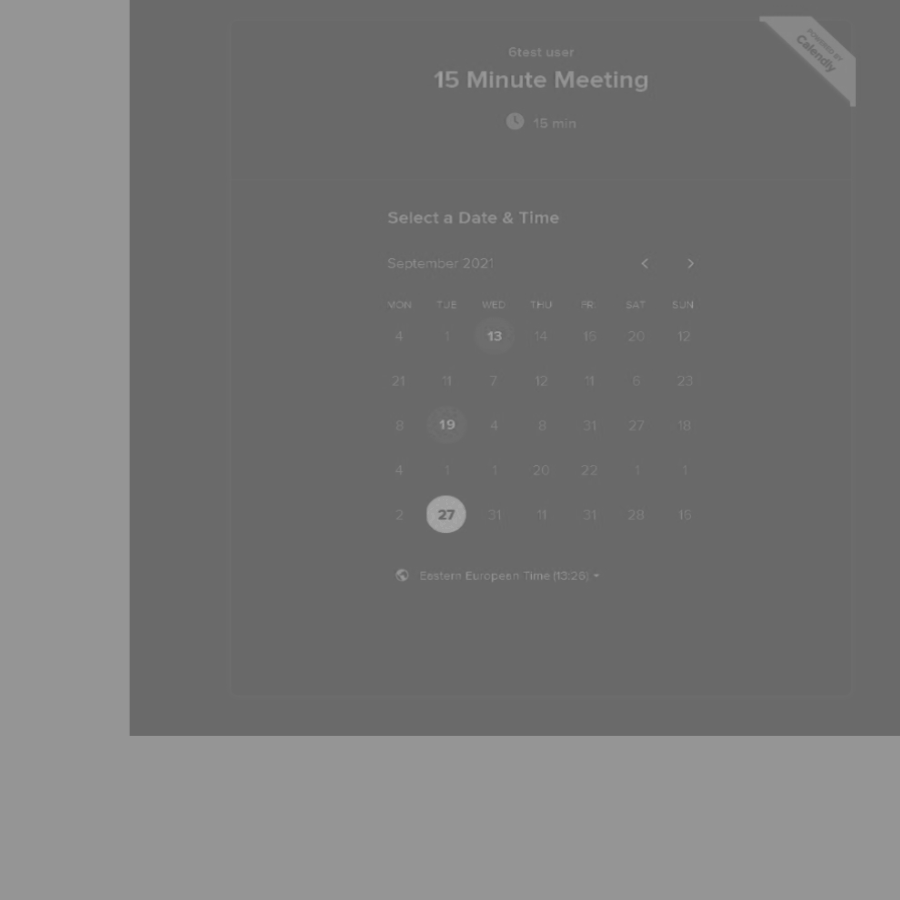 6test user
POWERED BY
Calendly
15 Minute Meeting
15 min
Select a Date & Time
September 2021
MON TUE WED THU FR SAT SUN
4 1 13 14 15 20 12
21 11 7 12 11 6 23
8 19 4 8 31 27 18
4 1 1 20 22 1 1
2 27 31 11 31 28 15
Eastern European Time (13:26)